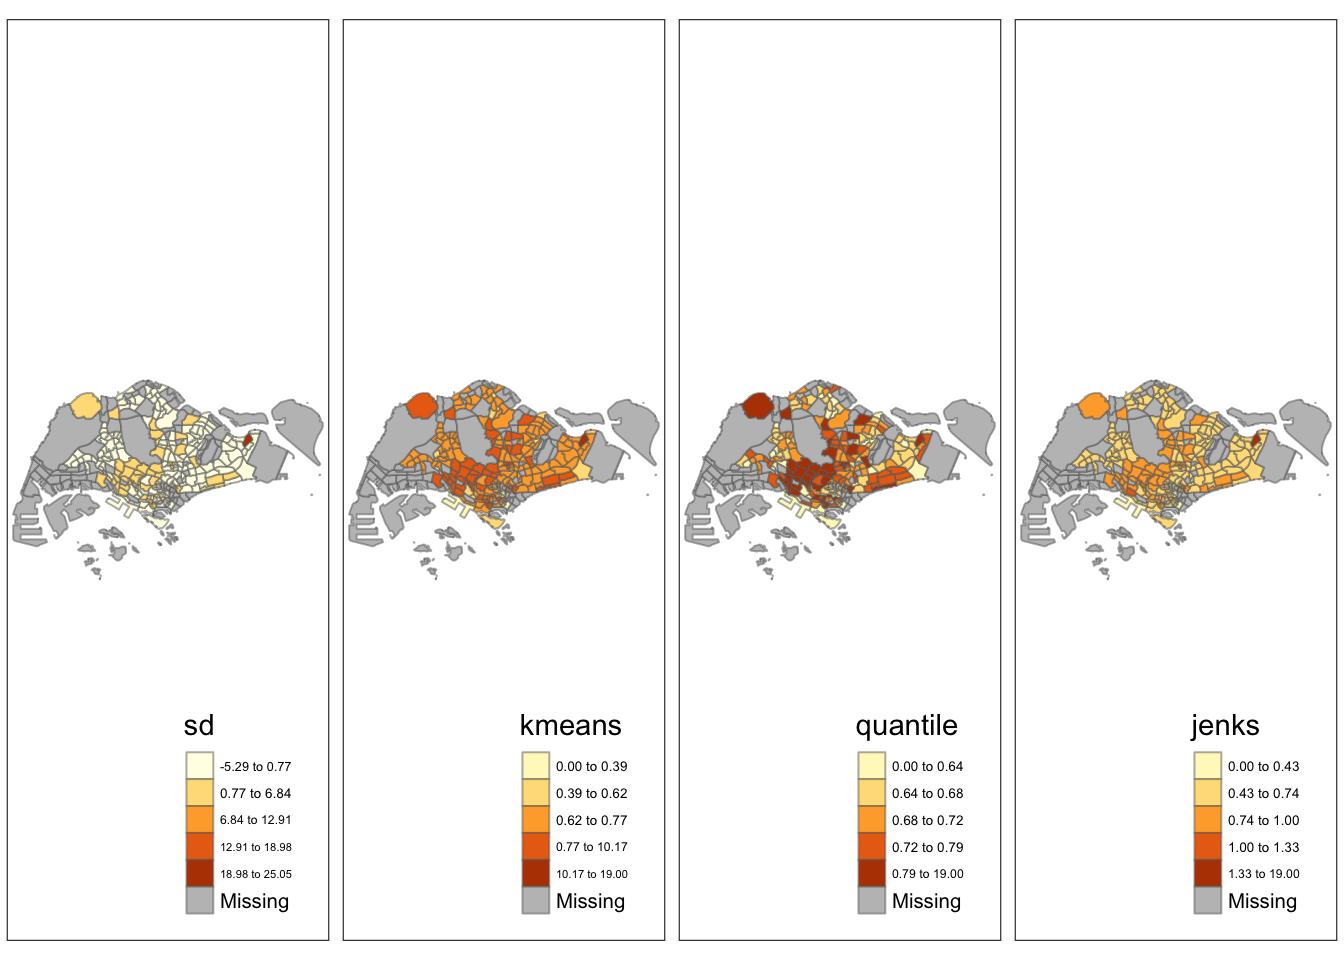 sd
-5.29 to 0.77
0.77 to 6.84
6.84 to 12.91
12.91 to 18.98
18.98 to 25.05
Missing
kmeans
0.00 to 0.39
0.39 to 0.62
0.62 to 0.77
0.77 to 10.17
10.17 to 19.00
Missing
quantile
0.00 to 0.64
0.64 to 0.68
0.68 to 0.72
0.72 to 0.79
0.79 to 19.00
Missing
jenks
0.00 to 0.43
0.43 to 0.74
0.74 to 1.00
1.00 to 1.33
1.33 to 19.00
Missing